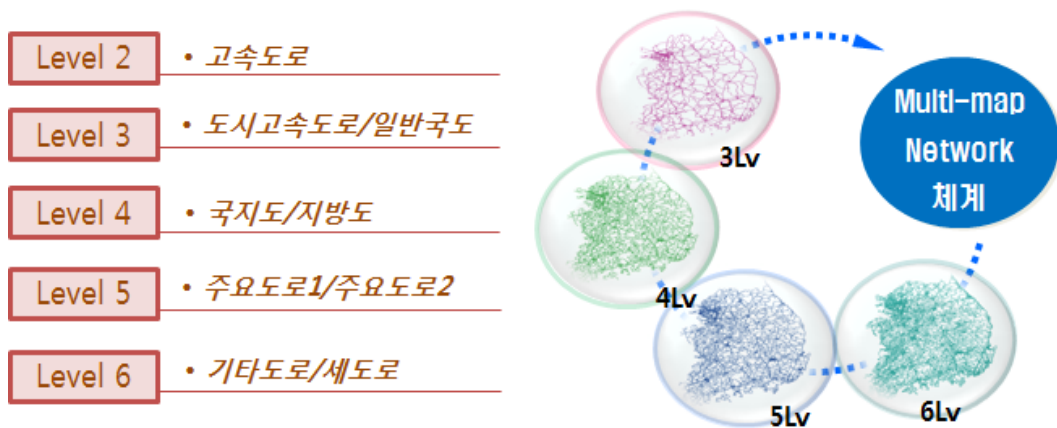 Level 2
• 고속도로
Level 3
• 도시고속도로/일반국도
Level 4
• 국지도/지방도
Level 5
• 주요도로1/주요도로2
Level 6
• 기타도로/세도로
3Lv
4Lv
5Lv
6Lv
Multi-map
Network
체계